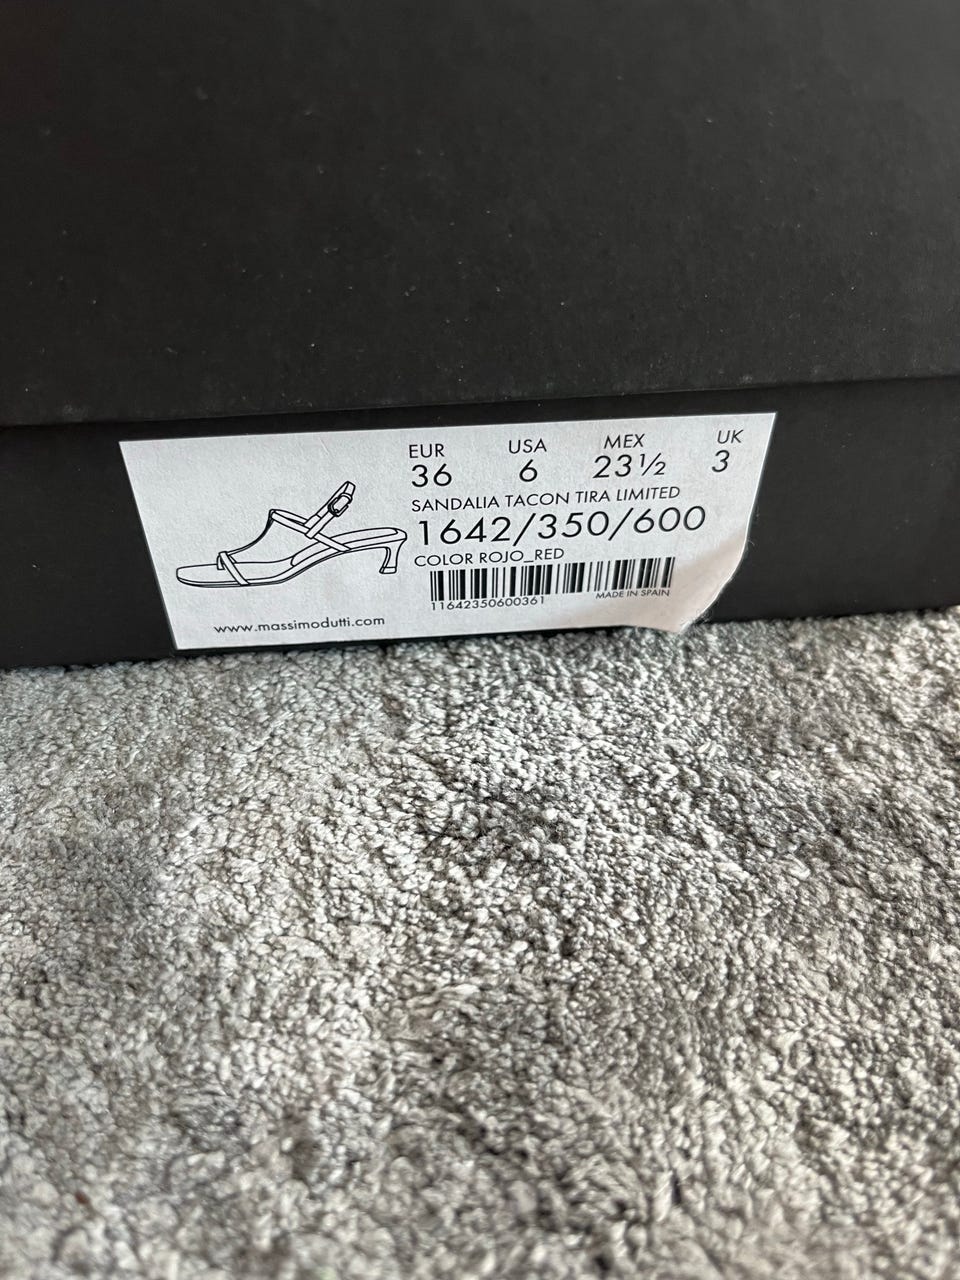 EUR USA MEX UK
36 6 23½ 3
SANDALIA TACON TIRA LIMITED
1642/350/600
COLOR ROJO_RED
11642350600361 MADE IN SPAIN
www.massimodutti.com